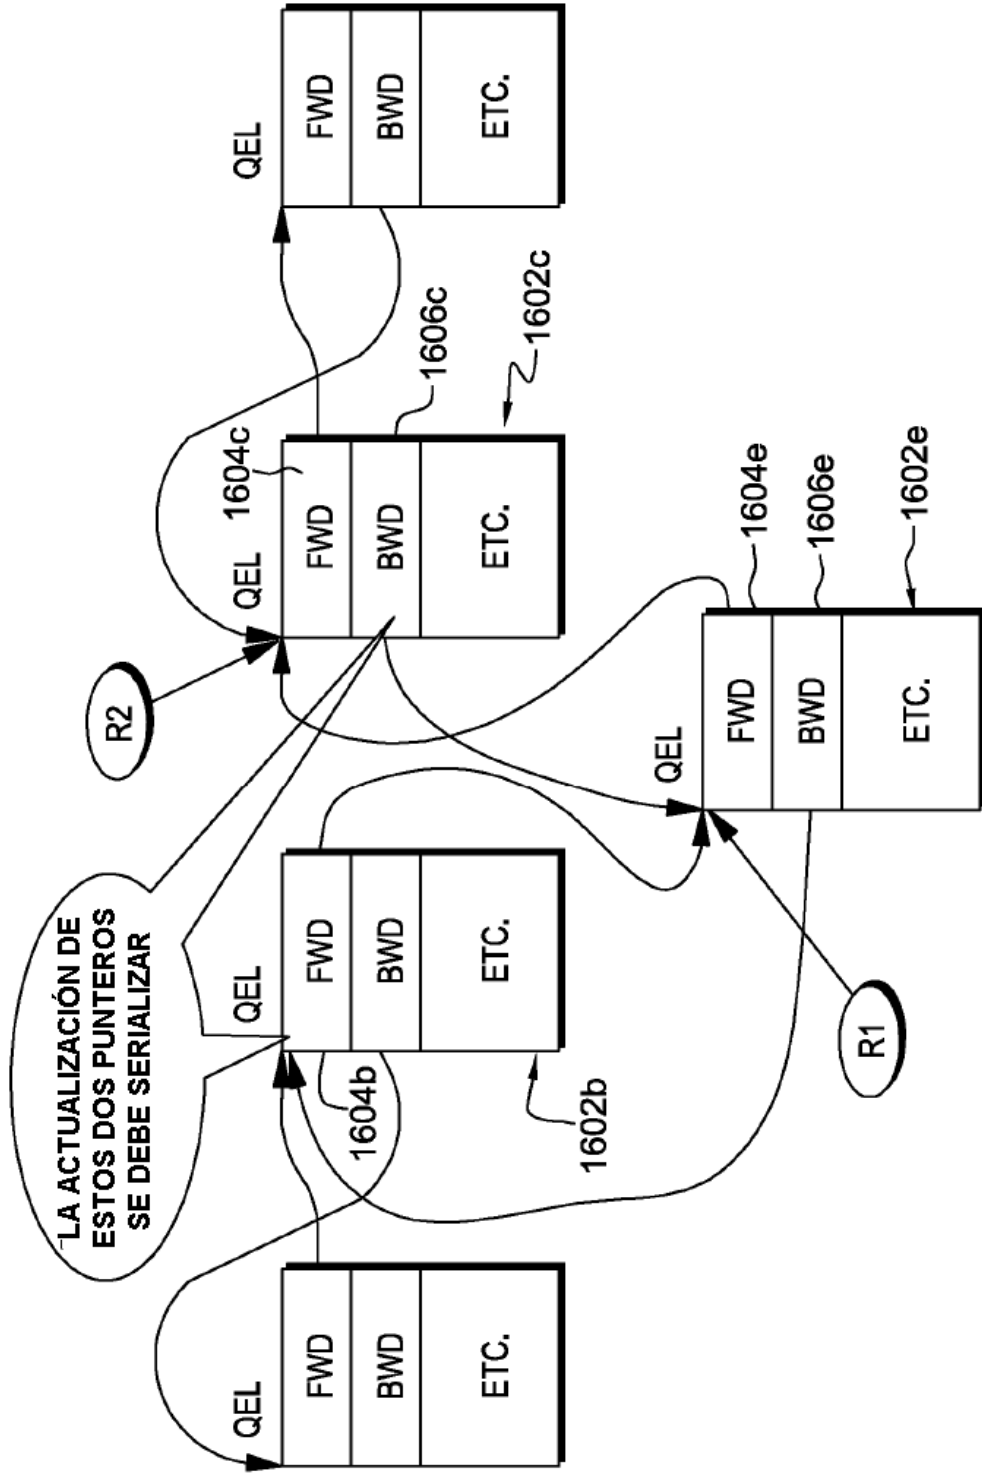 LA ACTUALIZACIÓN DE
ESTOS DOS PUNTEROS
SE DEBE SERIALIZAR
R2
1604c
QEL
QEL
QEL
QEL
FWD
FWD
FWD
FWD
1604b
BWD
BWD
BWD
BWD
1606c
ETC.
ETC.
ETC.
ETC.
1602b
1602c
QEL
FWD
1604e
BWD
1606e
R1
ETC.
1602e